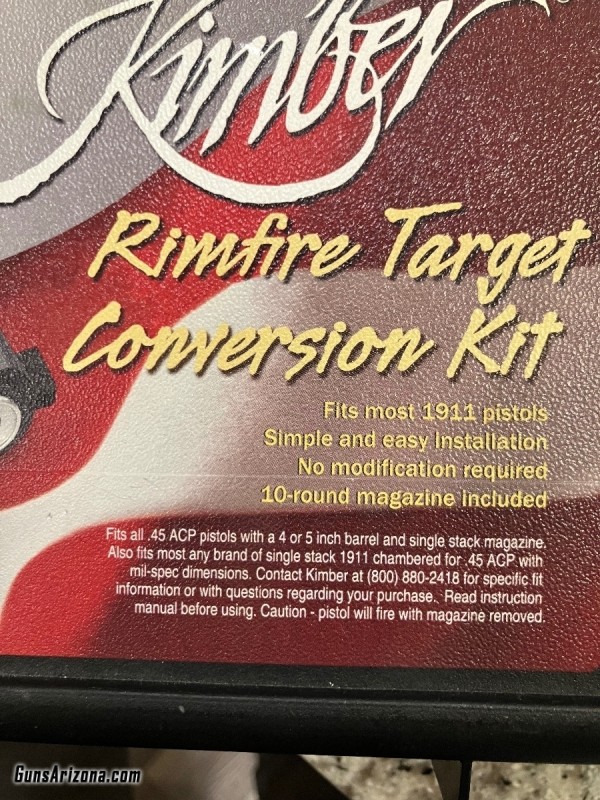 Kimber
Rimfire Target
Conversion Kit
Fits most 1911 pistols
Simple and easy installation
No modification required
10-round magazine included
Fits all .45 ACP pistols with a 4 or 5 inch barrel and single stack magazine.
Also fits most any brand of single stack 1911 chambered for .45 ACP with
mil-spec dimensions. Contact Kimber at (800) 880-2418 for specific fit
information or with questions regarding your purchase. Read instruction
manual before using. Caution - pistol will fire with magazine removed.
GunsArizona.com